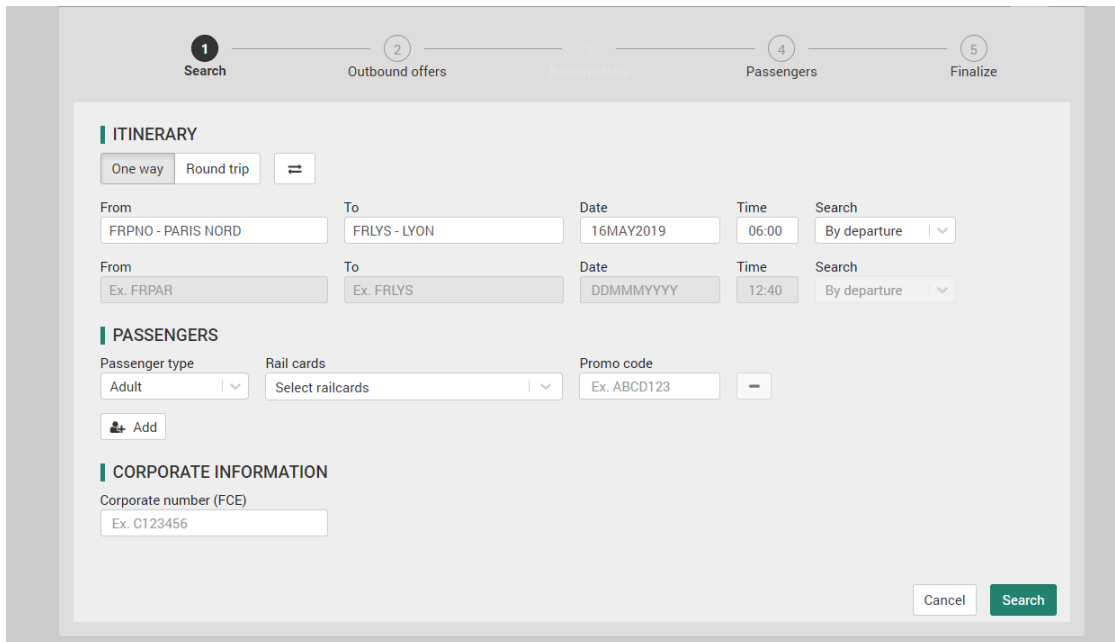 1 2 3 4 5
Search Outbound offers Return offers Passengers Finalize
ITINERARY
One way Round trip
From To Date Time Search
FRPNO - PARIS NORD FRLYS - LYON 16MAY2019 06:00 By departure
From To Date Time Search
Ex. FRPAR Ex. FRLYS DDMMMYYYY 12:40 By departure
PASSENGERS
Passenger type Rail cards Promo code
Adult Select railcards Ex. ABCD123
Add
CORPORATE INFORMATION
Corporate number (FCE)
Ex. C123456
Cancel Search